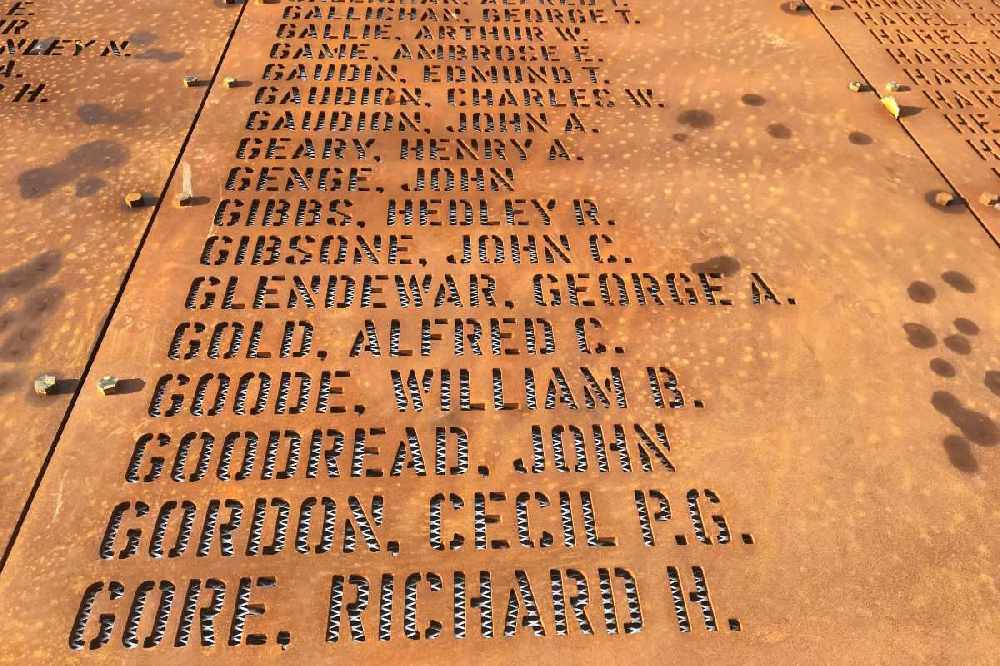 NLEY N.
H.
GALLICHAN, GEORGE T.
GALLIE, ARTHUR W.
GAME, AMBROSE E.
GAUDIN, EDMUND T.
GAUDION, CHARLES W.
GAUDION, JOHN A.
GEARY, HENRY A.
GENGE, JOHN
GIBBS, HEDLEY R.
GIBSONE, JOHN C.
GLENDEWAR, GEORGE A.
GOLD, ALFRED C.
GOODE, WILLIAM B.
GOODREAD, JOHN
GORDON, CECIL P.G.
GORE, RICHARD H.